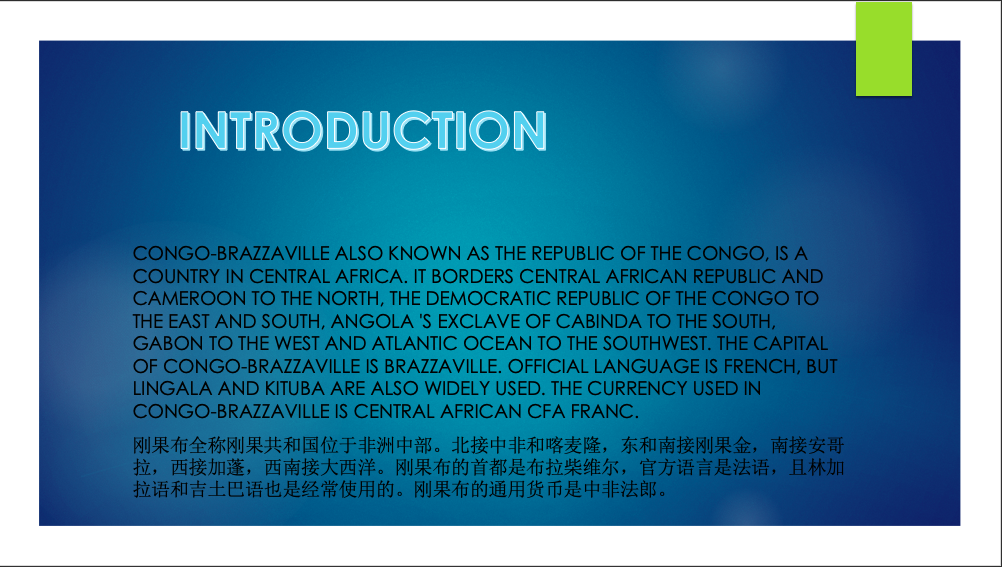 INTRODUCTION
CONGO-BRAZZAVILLE ALSO KNOWN AS THE REPUBLIC OF THE CONGO, IS A
COUNTRY IN CENTRAL AFRICA. IT BORDERS CENTRAL AFRICAN REPUBLIC AND
CAMEROON TO THE NORTH, THE DEMOCRATIC REPUBLIC OF THE CONGO TO
THE EAST AND SOUTH, ANGOLA 'S EXCLAVE OF CABINDA TO THE SOUTH,
GABON TO THE WEST AND ATLANTIC OCEAN TO THE SOUTHWEST. THE CAPITAL
OF CONGO-BRAZZAVILLE IS BRAZZAVILLE. OFFICIAL LANGUAGE IS FRENCH, BUT
LINGALA AND KITUBA ARE ALSO WIDELY USED. THE CURRENCY USED IN
CONGO-BRAZZAVILLE IS CENTRAL AFRICAN CFA FRANC.
刚果布全称刚果共和国位于非洲中部。北接中非和喀麦隆，东和南接刚果金，南接安哥
拉，西接加蓬，西南接大西洋。刚果布的首都是布拉柴维尔，官方语言是法语，且林加
拉语和吉土巴语也是经常使用的。刚果布的通用货币是中非法郎。